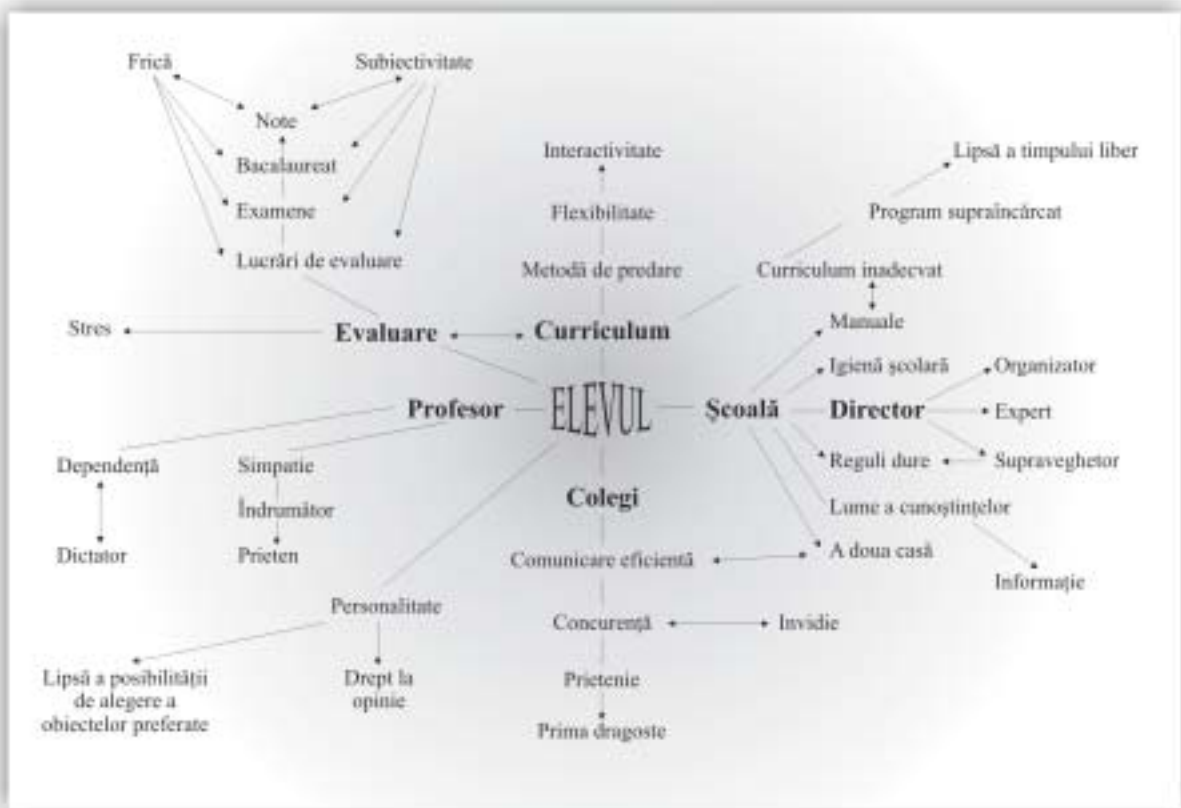 Frică
Subiectivitate
Note
Bacalaureat
Examene
Lucrări de evaluare
Interactivitate
Flexibilitate
Metodă de predare
Lipsă a timpului liber
Program supraîncărcat
Curriculum inadecvat
Stres
Evaluare
Curriculum
Manuale
Igienă școlară
Organizator
Profesor
ELEVUL
Școală
Director
Expert
Dependență
Simpatie
Reguli dure
Supraveghetor
Îndrumător
Colegi
Lume a cunoștințelor
Dictator
Prieten
Comunicare eficientă
A doua casă
Informație
Personalitate
Concurență
Invidie
Lipsă a posibilității
de alegere a
obiectelor preferate
Drept la
opinie
Prietenie
Prima dragoste